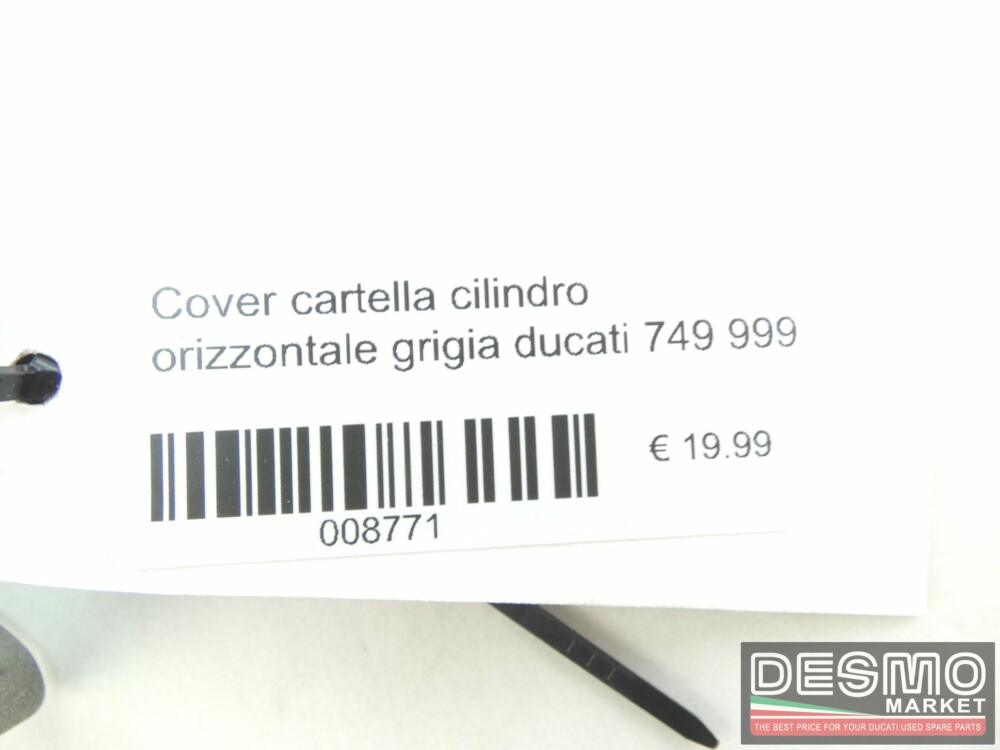 Cover cartella cilindro
orizzontale grigia ducati 749 999
€ 19.99
008771
DESMO
MARKET
THE BEST PRICE FOR YOUR DUCATI USED SPARE PARTS